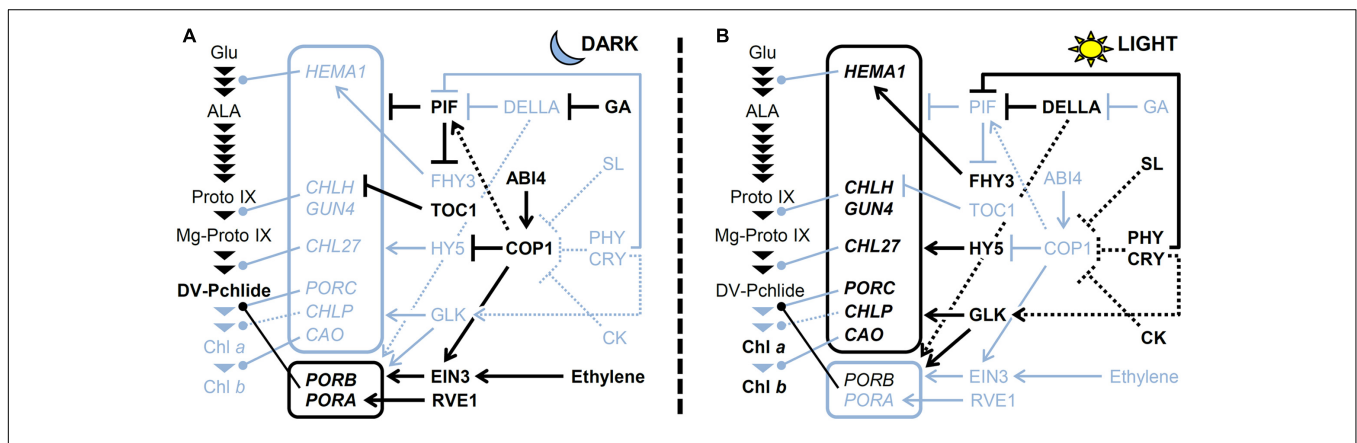 A
DARK
Glu
HEMA1
PIF
DELLA
GA
ALA
SL
FHY3
ABI4
Proto IX
CHLH
GUN4
TOC1
Mg-Proto IX
CHL27
HY5
COP1
PHY
CRY
DV-Pchlide
PORC
CHLP
GLK
CAO
CK
Chl a
Chl b
PORB
EIN3
Ethylene
PORA
RVE1
B
LIGHT
Glu
HEMA1
PIF
DELLA
GA
ALA
SL
FHY3
ABI4
Proto IX
CHLH
GUN4
TOC1
Mg-Proto IX
CHL27
HY5
COP1
PHY
CRY
DV-Pchlide
PORC
CHLP
GLK
CAO
CK
Chl a
Chl b
PORB
EIN3
Ethylene
PORA
RVE1